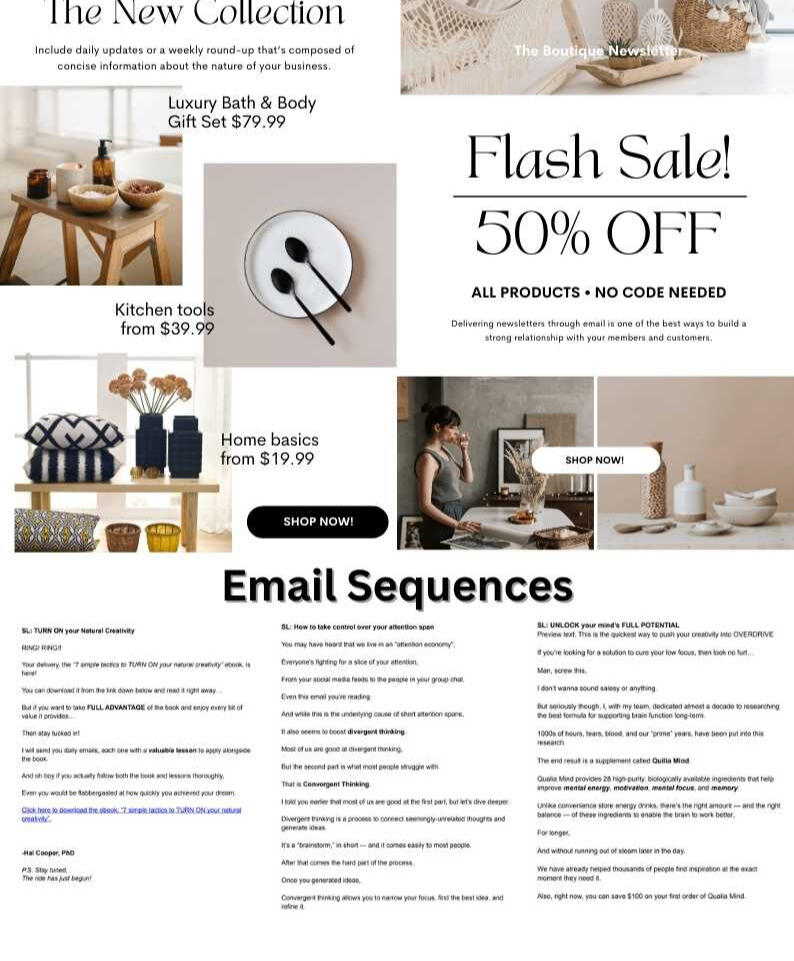 The New Collection
Include daily updates or a weekly round-up that's composed of
concise information about the nature of your business.
Luxury Bath & Body
Gift Set $79.99
Kitchen tools
from $39.99
Home basics
from $19.99
SHOP NOW!
The Boutique Newsletter
Flash Sale!
50% OFF
ALL PRODUCTS • NO CODE NEEDED
Delivering newsletters through email is one of the best ways to build a
strong relationship with your members and customers.
SHOP NOW!
Email Sequences
SL: TURN ON your Natural Creativity
RING! RING!!
Your delivery, the "7 simple tactics to TURN ON your natural creativity" ebook, is
here!
You can download it from the link down below and read it right away…
But if you want to take FULL ADVANTAGE of the book and enjoy every bit of
value it provides…
Then stay tucked in!
I will send you daily emails, each one with a valuable lesson to apply alongside
the book.
And oh boy if you actually follow both the book and lessons thoroughly,
Even you would be flabbergasted at how quickly you achieved your dream.
Click here to download the ebook: "7 simple tactics to TURN ON your natural
creativity".
-Hal Cooper, PhD
P.S. Stay tuned,
The ride has just begun!
SL: How to take control over your attention span
You may have heard that we live in an "attention economy",
Everyone's fighting for a slice of your attention,
From your social media feeds to the people in your group chat.
Even this email you're reading.
And while this is the underlying cause of short attention spans,
It also seems to boost divergent thinking.
Most of us are good at divergent thinking,
But the second part is what most people struggle with.
That is Convergent Thinking.
I told you earlier that most of us are good at the first part, but let's dive deeper.
Divergent thinking is a process to connect seemingly-unrelated thoughts and
generate ideas.
It's a "brainstorm," in short — and it comes easily to most people.
After that comes the hard part of the process.
Once you generated ideas,
Convergent thinking allows you to narrow your focus, find the best idea, and
refine it.
SL: UNLOCK your mind's FULL POTENTIAL
Preview text: This is the quickest way to push your creativity into OVERDRIVE
If you're looking for a solution to cure your low focus, then look no furt…
Man, screw this.
I don't wanna sound salesy or anything.
But seriously though, I, with my team, dedicated almost a decade to researching
the best formula for supporting brain function long-term.
1000s of hours, tears, blood, and our "prime" years, have been put into this
research.
The end result is a supplement called Qualia Mind.
Qualia Mind provides 28 high-purity, biologically available ingredients that help
improve mental energy, motivation, mental focus, and memory.
Unlike convenience store energy drinks, there's the right amount — and the right
balance — of these ingredients to enable the brain to work better,
For longer,
And without running out of steam later in the day.
We have already helped thousands of people find inspiration at the exact
moment they need it.
Also, right now, you can save $100 on your first order of Qualia Mind.